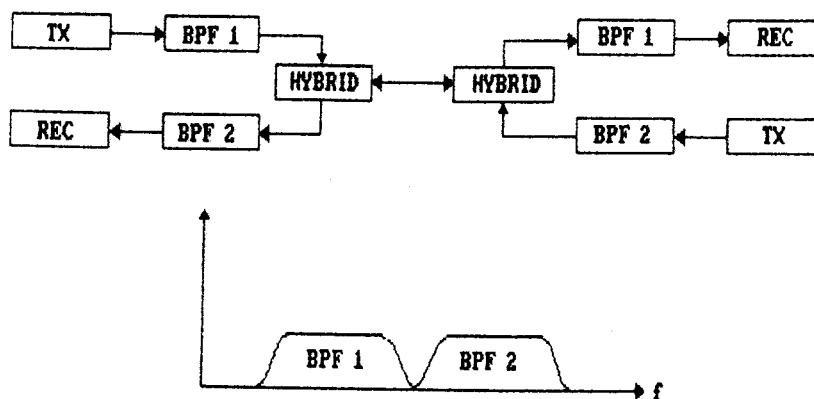 TX BPF 1 BPF 1 REC
HYBRID HYBRID
REC BPF 2 BPF 2 TX
BPF 1 BPF 2
f